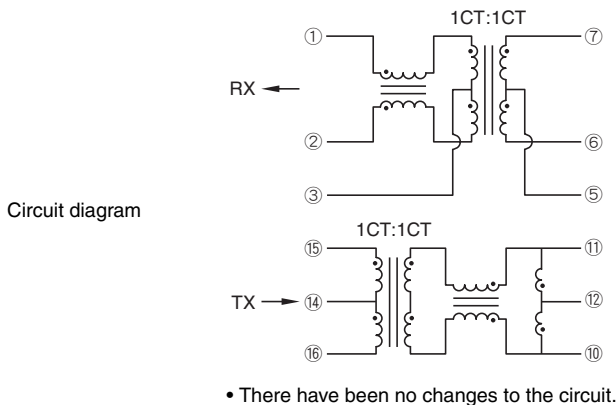 1CT:1CT
① ⑦
RX
② ⑥
③ ⑤
Circuit diagram
1CT:1CT
⑮ ⑪
TX ⑭ ⑫
⑯ ⑩
• There have been no changes to the circuit.